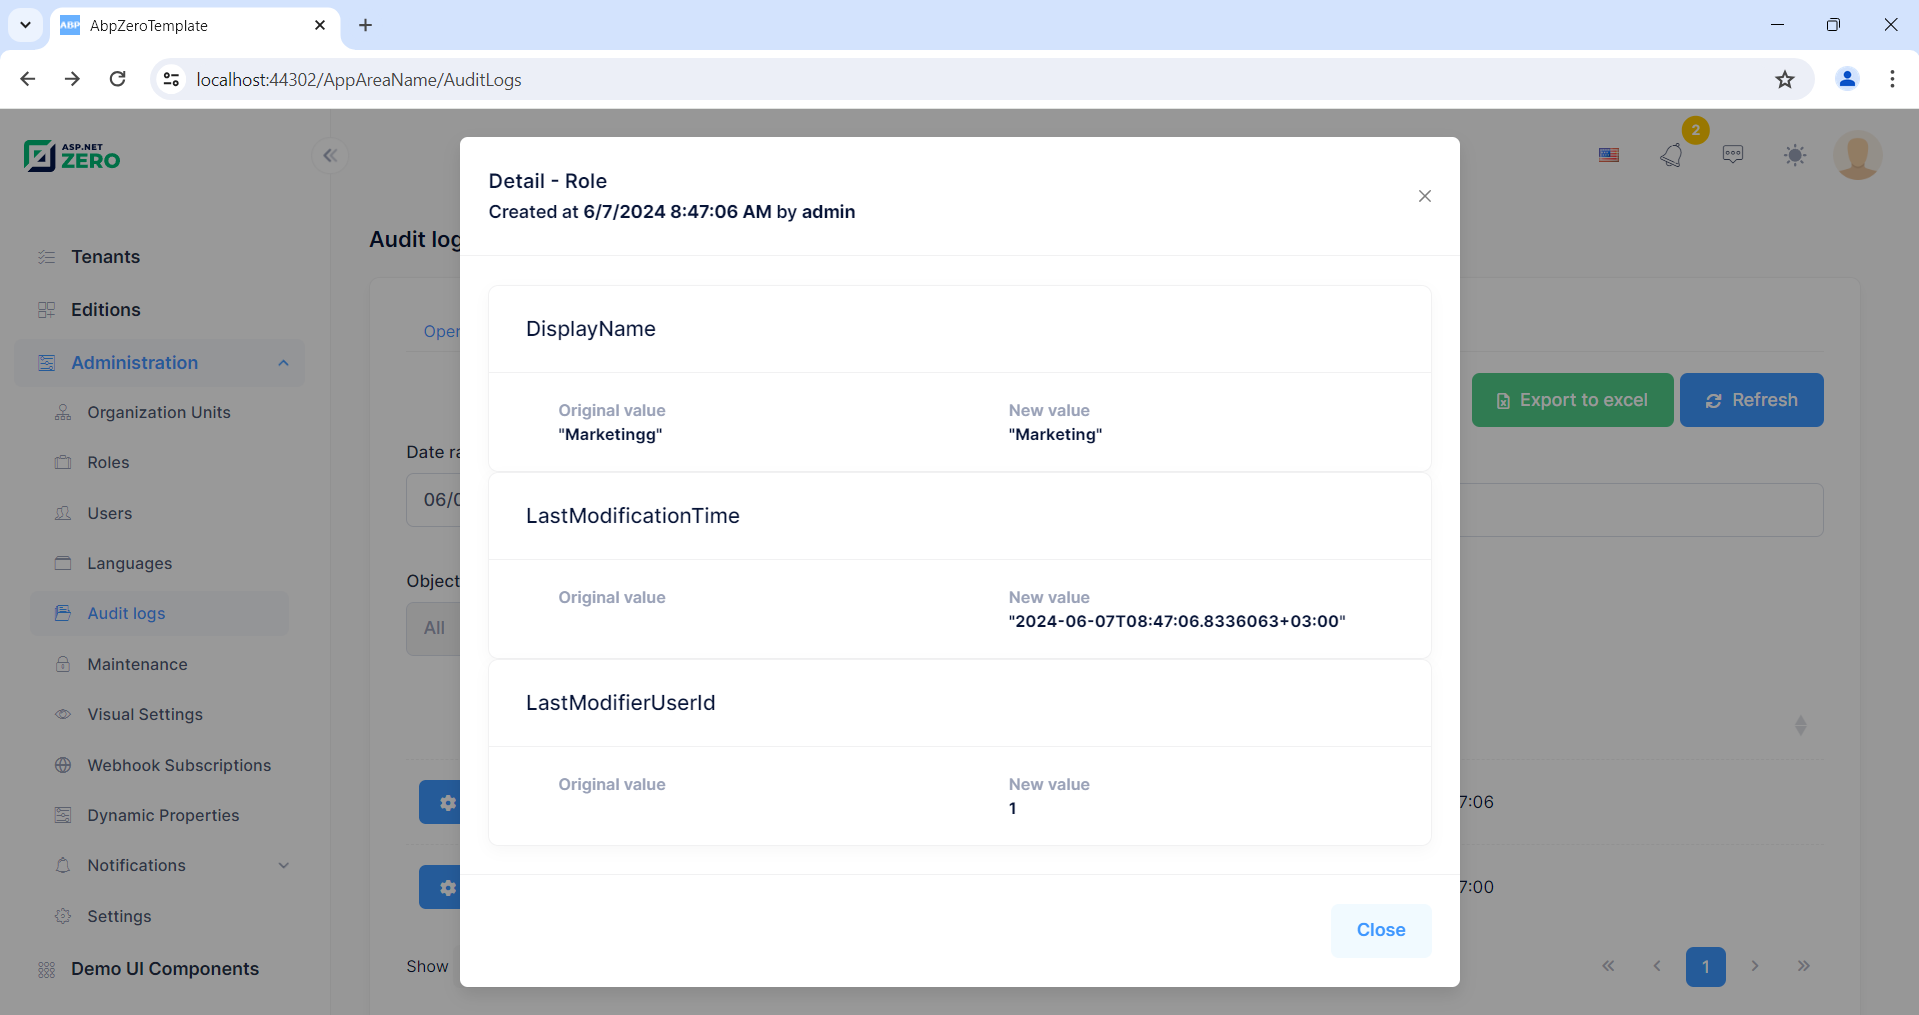 ABP AbpZeroTemplate
localhost:44302/AppAreaName/AuditLogs
ASP.NET
ZERO
2
Tenants
Editions
Administration
Organization Units
Roles
Users
Languages
Audit logs
Maintenance
Visual Settings
Webhook Subscriptions
Dynamic Properties
Notifications
Settings
Demo UI Components
Audit log
Oper
Export to excel
Refresh
Date ra
06/0
Object
All
7:06
7:00
Show
1
Detail - Role
Created at 6/7/2024 8:47:06 AM by admin
DisplayName
Original value New value
"Marketingg" "Marketing"
LastModificationTime
Original value New value
"2024-06-07T08:47:06.8336063+03:00"
LastModifierUserId
Original value New value
1
Close